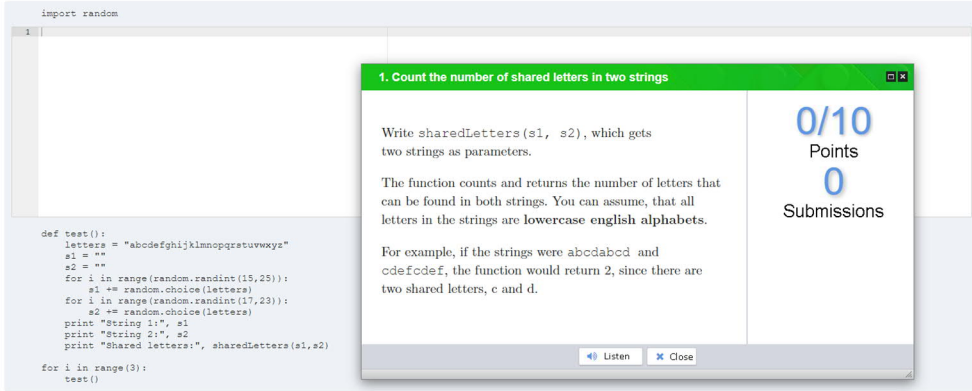 import random
1
1. Count the number of shared letters in two strings
Write sharedLetters(s1, s2), which gets
two strings as parameters.
The function counts and returns the number of letters that
can be found in both strings. You can assume, that all
letters in the strings are lowercase english alphabets.
For example, if the strings were abcdabcd and
cdefcdef, the function would return 2, since there are
two shared letters, c and d.
0/10
Points
0
Submissions
Listen
Close
def test():
    letters = "abcdefghijklmnopqrstuvwxyz"
    s1 = ""
    s2 = ""
    for i in range(random.randint(15,25)):
        s1 += random.choice(letters)
    for i in range(random.randint(17,23)):
        s2 += random.choice(letters)
    print "String 1:", s1
    print "String 2:", s2
    print "Shared letters:", sharedLetters(s1,s2)
for i in range(3):
    test()